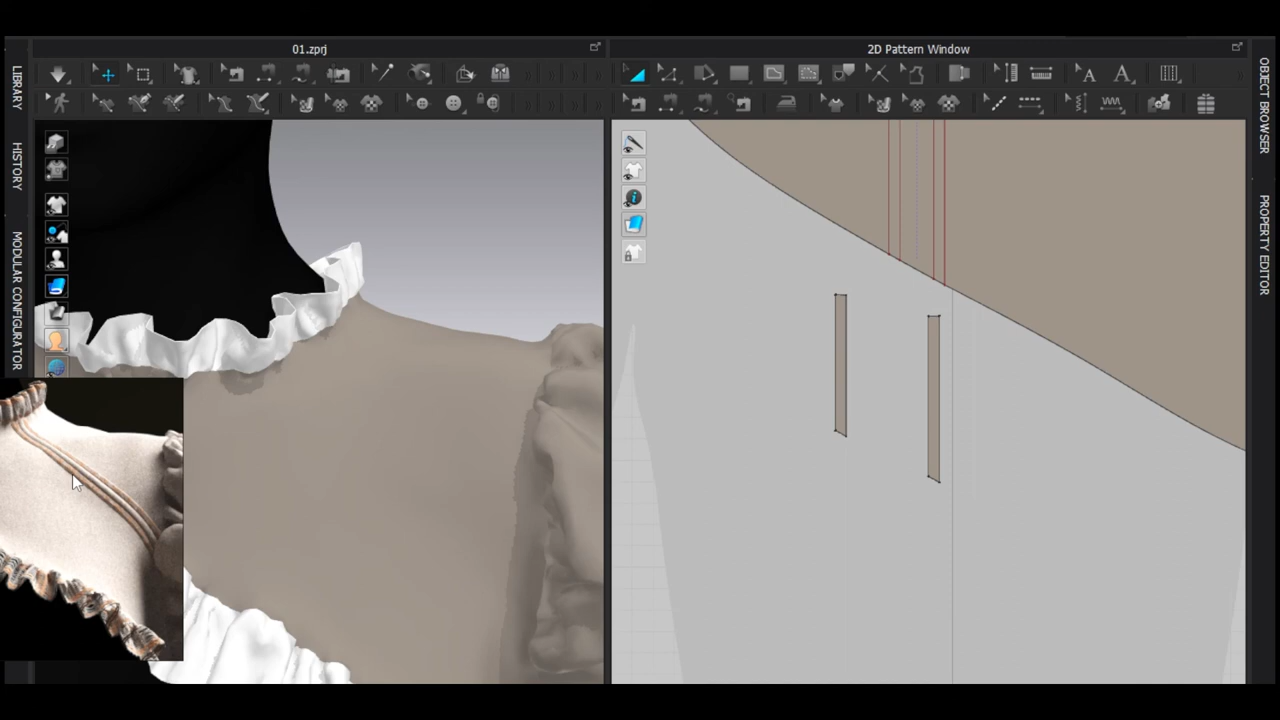 01.zprj
2D Pattern Window
LIBRARY
HISTORY
MODULAR CONFIGURATOR
OBJECT BROWSER
PROPERTY EDITOR